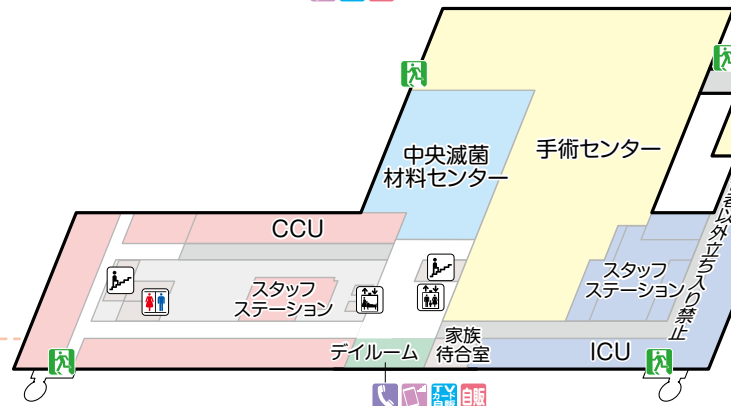 中央滅菌
材料センター
手術センター
CCU
者以外立ち入り禁止
スタッフ
ステーション
スタッフ
ステーション
デイルーム
家族
待合室
ICU
TV
カード
自販
自販